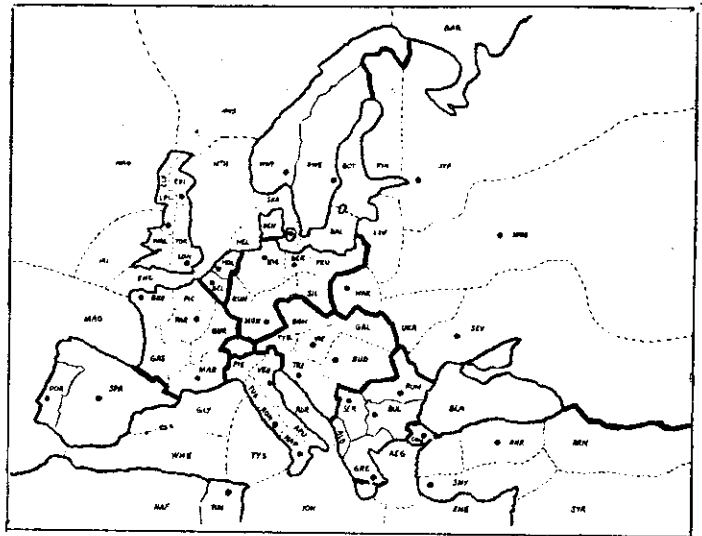 BAR
NWG
NAO
NTH
NWY
SWE
BOT
FIN
STP
CLY
EDI
LPL
SKA
DEN
BAL
LIV
MOS
WAL
YOR
LON
HEL
HOL
KIE
BER
PRU
IRI
ENG
BEL
RUH
SIL
WAR
BRE
PIC
MUN
BOH
GAL
UKR
SEV
MAO
PAR
BUR
TYR
VIE
BUD
GAS
MAR
PIE
VEN
TRI
RUM
POR
SPA
TUS
ROM
ADR
SER
BUL
BLA
GLY
APU
NAP
ALB
CON
ANK
ARM
WME
TYS
GRE
AEG
SMY
NAF
TUN
ION
EME
SYR